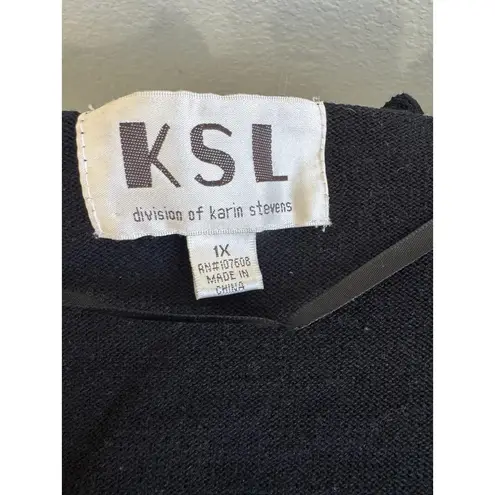 KSL
division of karin stevens
1X
RN#107608
MADE IN
CHINA